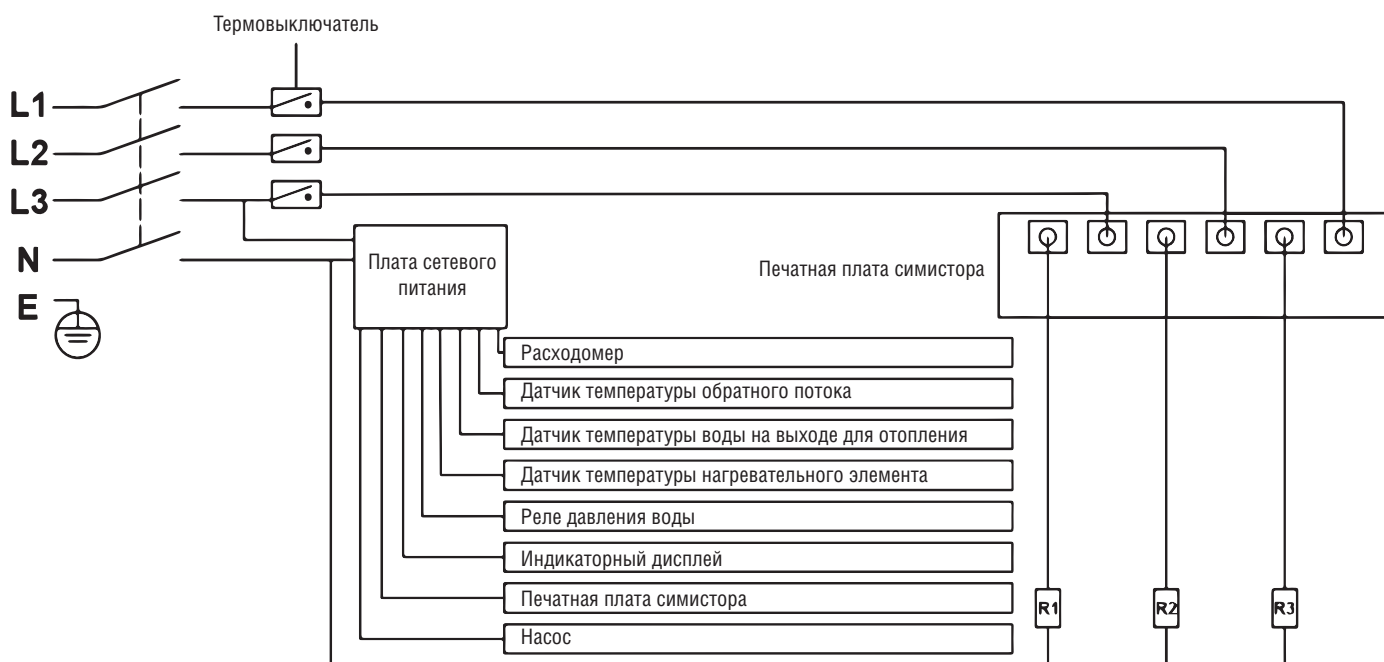 Термовыключатель
L1
L2
L3
N
E
Плата сетевого
питания
Печатная плата симистора
Расходомер
Датчик температуры обратного потока
Датчик температуры воды на выходе для отопления
Датчик температуры нагревательного элемента
Реле давления воды
Индикаторный дисплей
Печатная плата симистора
Насос
R1
R2
R3